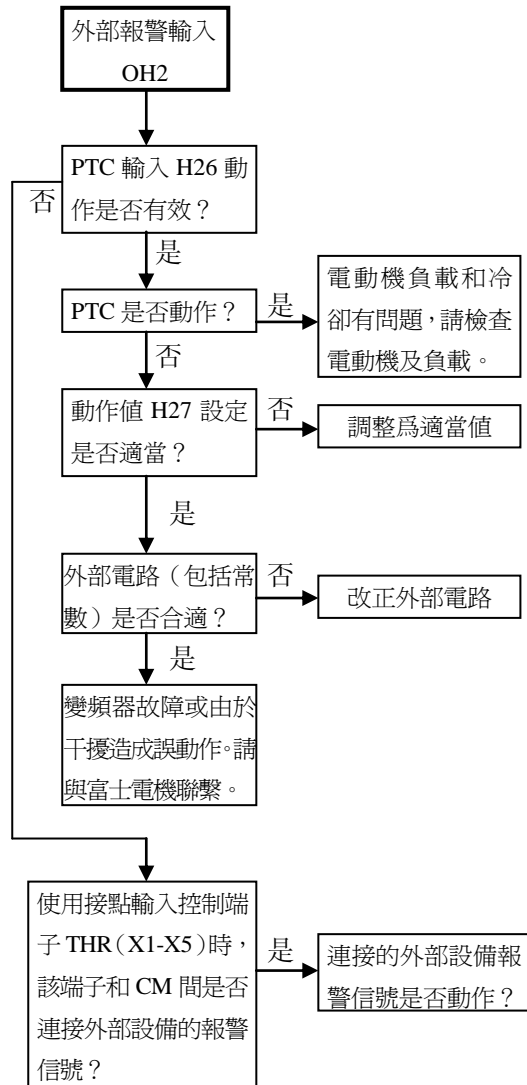 外部報警輸入
OH2
PTC 輸入 H26 動
作是否有效？
否
是
PTC 是否動作？
是
電動機負載和冷
卻有問題，請檢查
電動機及負載。
否
動作值 H27 設定
是否適當？
否
調整爲適當值
是
外部電路（包括常
數）是否合適？
否
改正外部電路
是
變頻器故障或由於
干擾造成誤動作。請
與富士電機聯繫。
使用接點輸入控制端
子 THR（X1-X5）時，
該端子和 CM 間是否
連接外部設備的報警
信號？
是
連接的外部設備報
警信號是否動作？